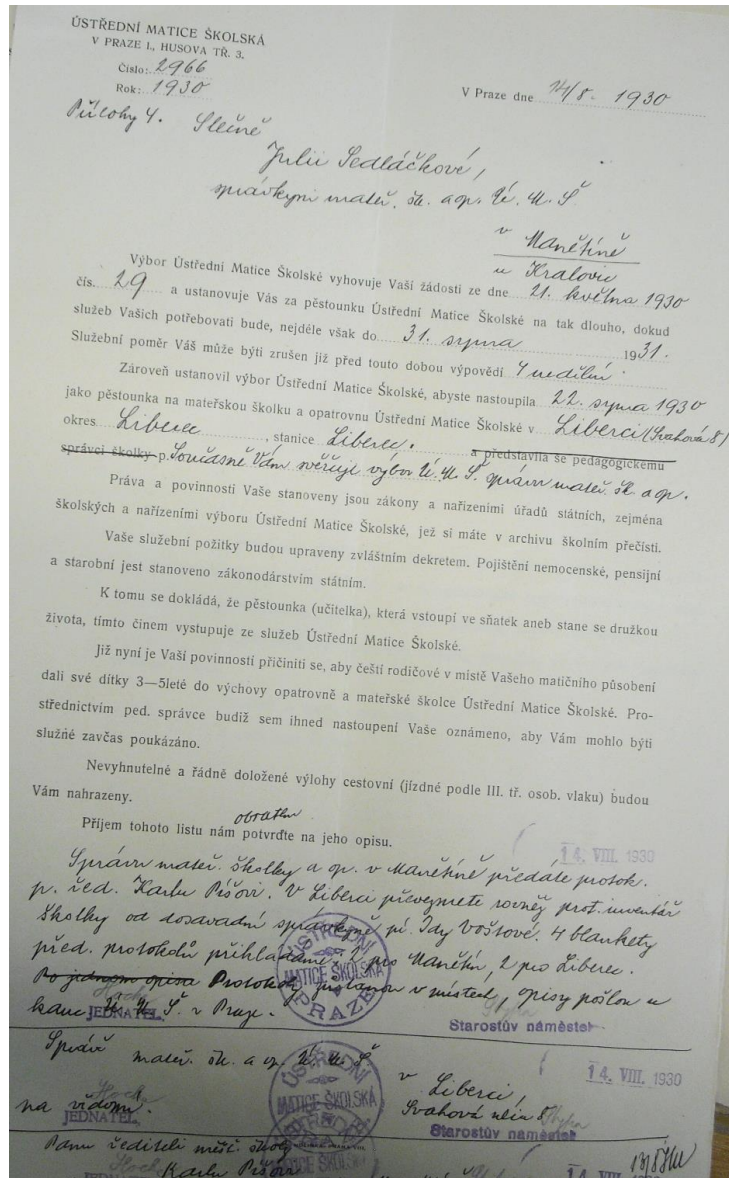 ÚSTŘEDNÍ MATICE ŠKOLSKÁ
V PRAZE I., HUSOVA TŘ. 3.
Číslo: 2966
Rok: 1930
V Praze dne 14/8. 1930
Přílohy 4. Slečně
Julii Sedláčkové,
správkyni mateř. šk. a op. Ú. M. Š
v Manětíně
u Kralovic
Výbor Ústřední Matice Školské vyhovuje Vaší žádosti ze dne 21. května 1930
čís. 29 a ustanovuje Vás za pěstounku Ústřední Matice Školské na tak dlouho, dokud
služeb Vašich potřebovati bude, nejdéle však do 31. srpna 1931.
Služební poměr Váš může býti zrušen již před touto dobou výpovědí 4 nedělní.
Zároveň ustanovil výbor Ústřední Matice Školské, abyste nastoupila 22. srpna 1930
jako pěstounka na mateřskou školku a opatrovnu Ústřední Matice Školské v Liberci (Svahová 8)
okres Liberec, stanice Liberec. a představila se pedagogickému
správci školky p. Současně Vám svěřuje výbor Ú. M. Š. správu mateř. šk. a op.
Práva a povinnosti Vaše stanoveny jsou zákony a nařízeními úřadů státních, zejména
školských a nařízeními výboru Ústřední Matice Školské, jež si máte v archivu školním přečísti.
Vaše služební požitky budou upraveny zvláštním dekretem. Pojištění nemocenské, pensijní
a starobní jest stanoveno zákonodárstvím státním.
K tomu se dokládá, že pěstounka (učitelka), která vstoupí ve sňatek aneb stane se družkou
života, tímto činem vystupuje ze služeb Ústřední Matice Školské.
Již nyní je Vaší povinností přičiniti se, aby čeští rodičové v místě Vašeho matičního působení
dali své dítky 3—5leté do výchovy opatrovně a mateřské školce Ústřední Matice Školské. Pro-
střednictvím ped. správce budiž sem ihned nastoupení Vaše oznámeno, aby Vám mohlo býti
služné zavčas poukázáno.
Nevyhnutelné a řádně doložené výlohy cestovní (jízdné podle III. tř. osob. vlaku) budou
Vám nahrazeny.
obratem
Příjem tohoto listu nám potvrďte na jeho opisu.
14. VIII. 1930
Správu mateř. školky a op. v Manětíně předáte protok.
p. řed. Karlu Píšovi. V Liberci převezmete rovněž prot. inventář
školky od dosavadní správkyně, pí. Idy Voštové. 4 blankety
před. protokolů přikládáme: 2 pro Manětín, 2 pro Liberec.
Po jednom opisu Protokoly zůstanou v místech, opisy pošlou u
kanc Ú. M. Š. v Praze.
ÚSTŘEDNÍ
MATICE ŠKOLSKÁ
PRAZE
JEDNATEL.
Starostův náměstek
Správě mateř. šk. a op. Ú. M. Š
v Liberci,
Svahová ulice 8
na vědomí.
14. VIII. 1930
ÚSTŘEDNÍ
MATICE ŠKOLSKÁ
JEDNATEL.
Starostův náměstek
Panu řediteli měšť. školy
Karlu Píšovi
14. VIII. 1930